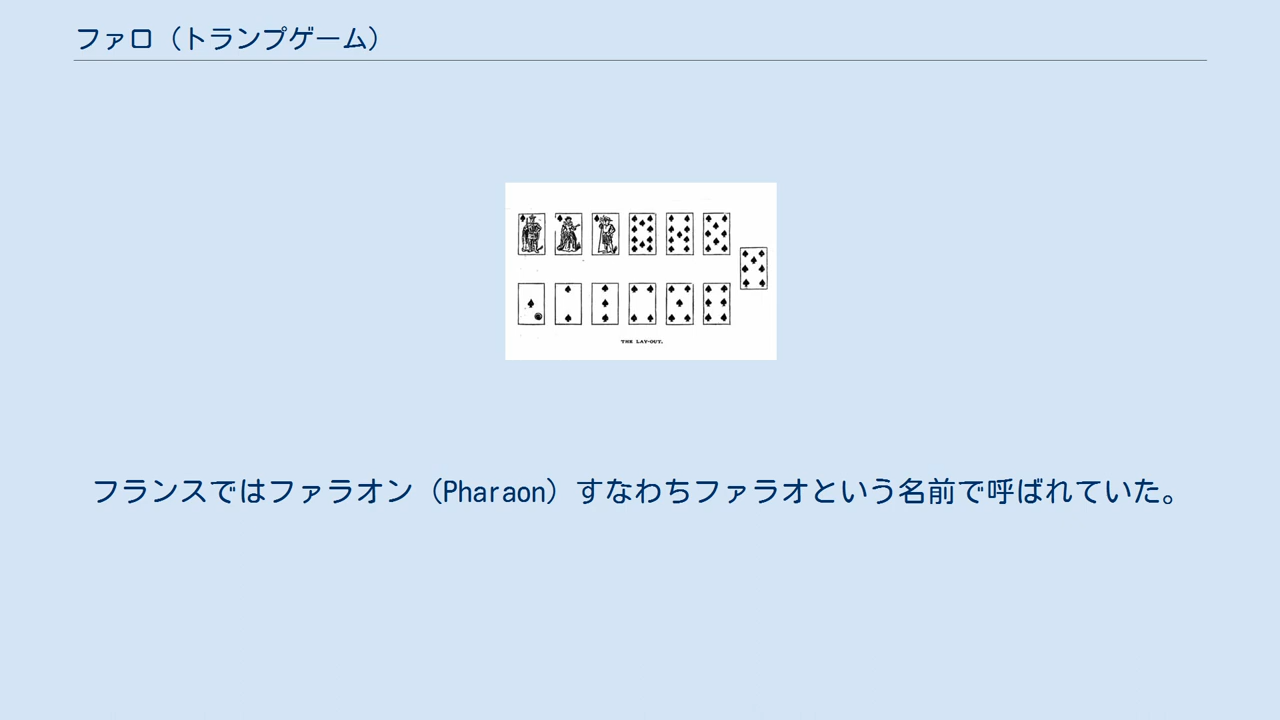 ファロ（トランプゲーム）
THE LAY-OUT.
フランスではファラオン（Pharaon）すなわちファラオという名前で呼ばれていた。